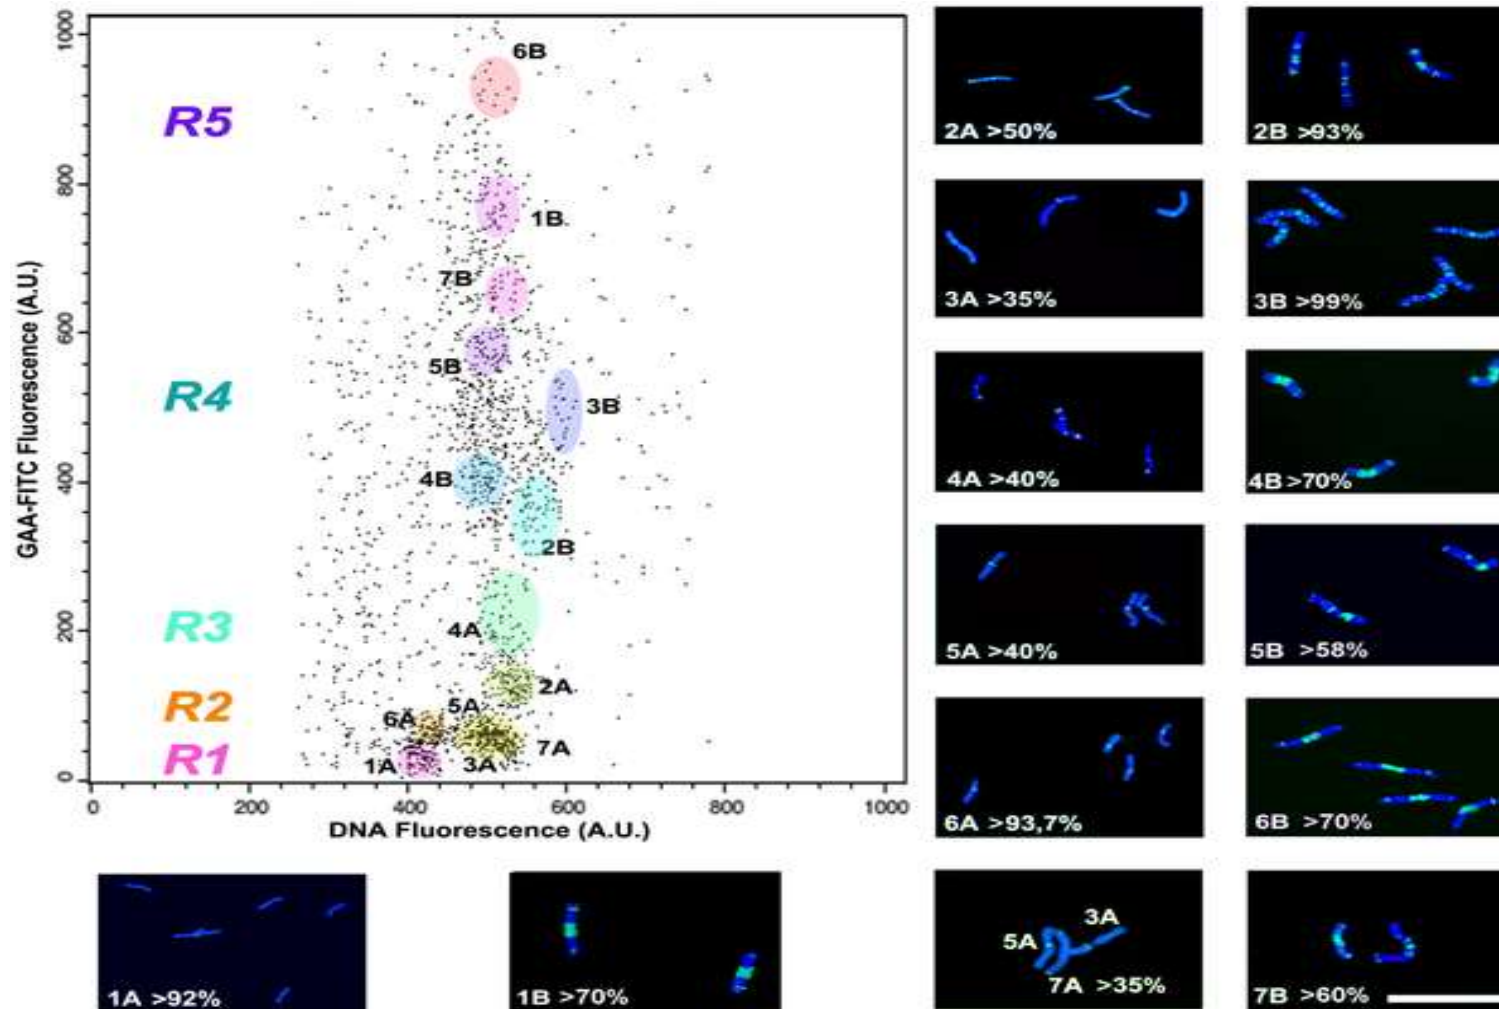 GAA-FITC Fluorescence (A.U.)
1000
800
600
400
200
0
0
200
400
600
800
1000
DNA Fluorescence (A.U.)
R5
R4
R3
R2
R1
6B
1B.
7B
5B
3B
4B
2B
4A
2A
5A
6A
7A
1A
3A
2A >50%
2B >93%
3A >35%
3B >99%
4A >40%
4B >70%
5A >40%
5B >58%
6A >93,7%
6B >70%
1A >92%
1B >70%
3A
5A
7A >35%
7B >60%